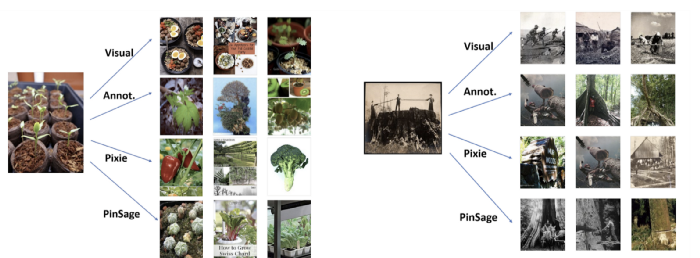 Visual
Annot.
Pixie
PinSage
How to Grow
Swiss Chard
Visual
Annot.
Pixie
PinSage